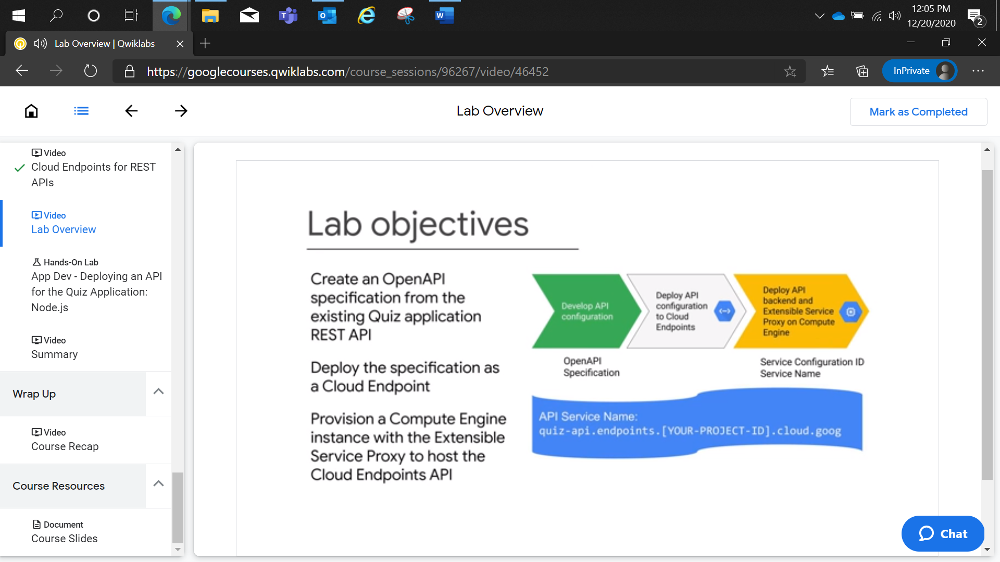 12:05 PM
12/20/2020
2
Lab Overview | Qwiklabs
https://googlecourses.qwiklabs.com/course_sessions/96267/video/46452
InPrivate
Lab Overview
Mark as Completed
Video
Cloud Endpoints for REST
APIs
Video
Lab Overview
Hands-On Lab
App Dev - Deploying an API
for the Quiz Application:
Node.js
Video
Summary
Wrap Up
Video
Course Recap
Course Resources
Document
Course Slides
Lab objectives
Create an OpenAPI
specification from the
existing Quiz application
REST API
Deploy the specification as
a Cloud Endpoint
Provision a Compute Engine
instance with the Extensible
Service Proxy to host the
Cloud Endpoints API
Develop API
configuration
Deploy API
configuration
to Cloud
Endpoints
Deploy API
backend and
Extensible Service
Proxy on Compute
Engine
OpenAPI
Specification
Service Configuration ID
Service Name
API Service Name:
quiz-api.endpoints.[YOUR-PROJECT-ID].cloud.goog
Chat